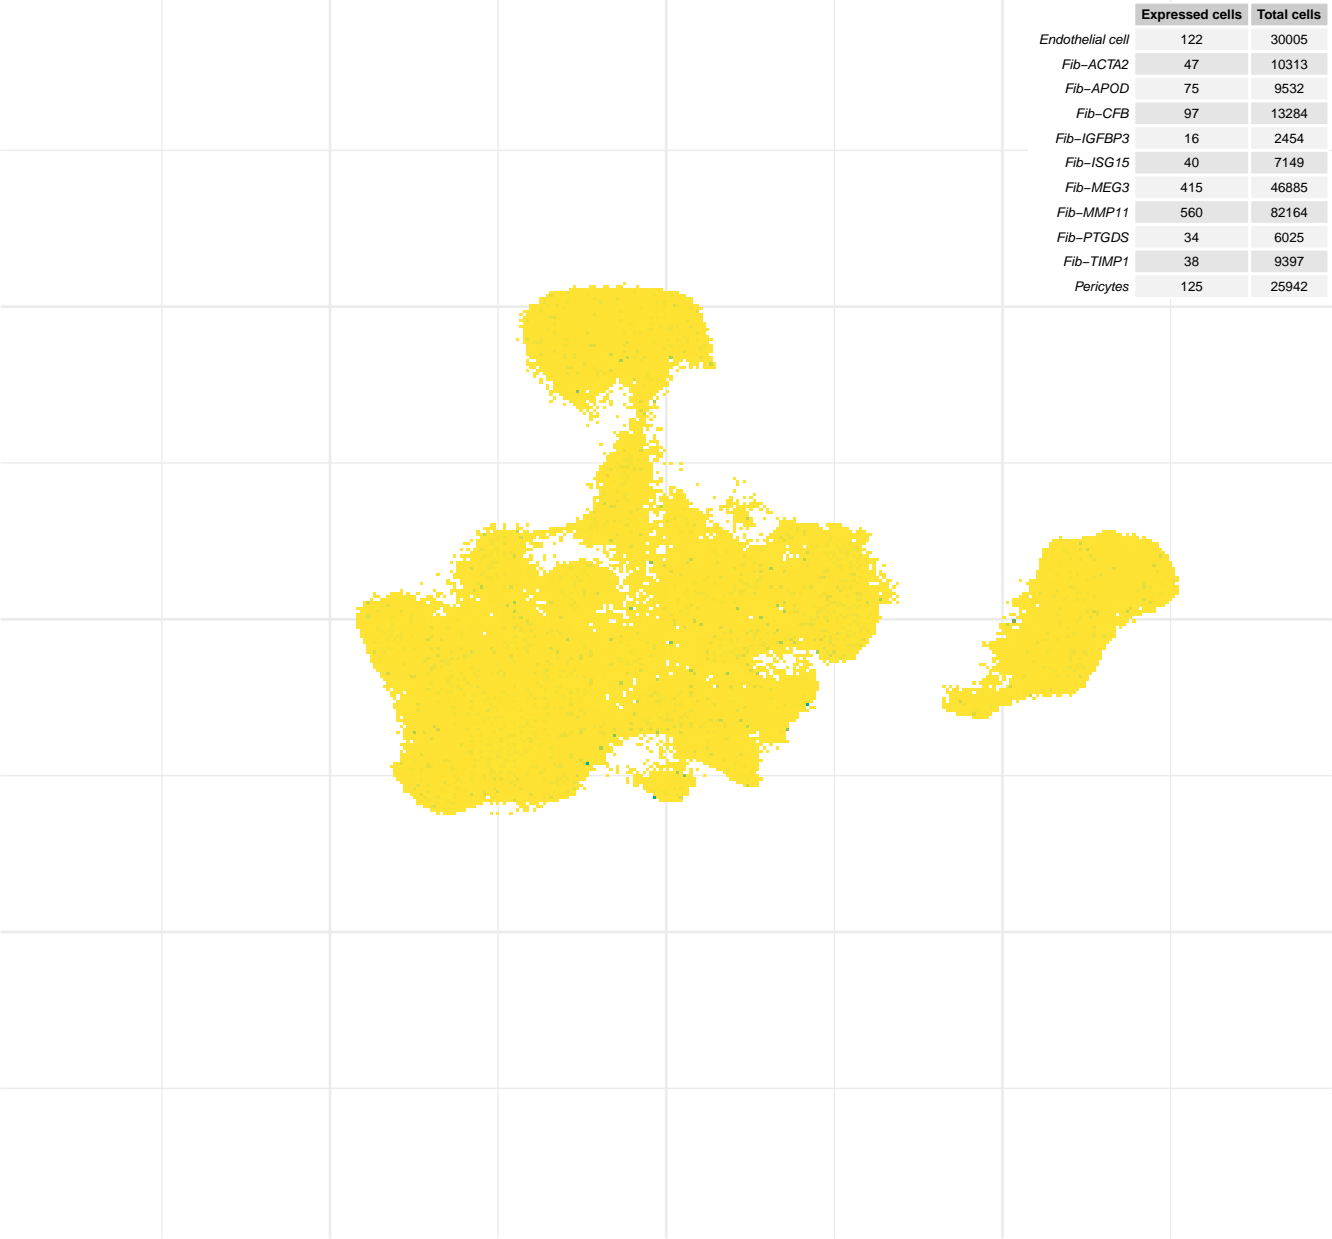 Expressed cells Total cells
Endothelial cell 122 30005
Fib−ACTA2 47 10313
Fib−APOD 75 9532
Fib−CFB 97 13284
Fib−IGFBP3 16 2454
Fib−ISG15 40 7149
Fib−MEG3 415 46885
Fib−MMP11 560 82164
Fib−PTGDS 34 6025
Fib−TIMP1 38 9397
Pericytes 125 25942